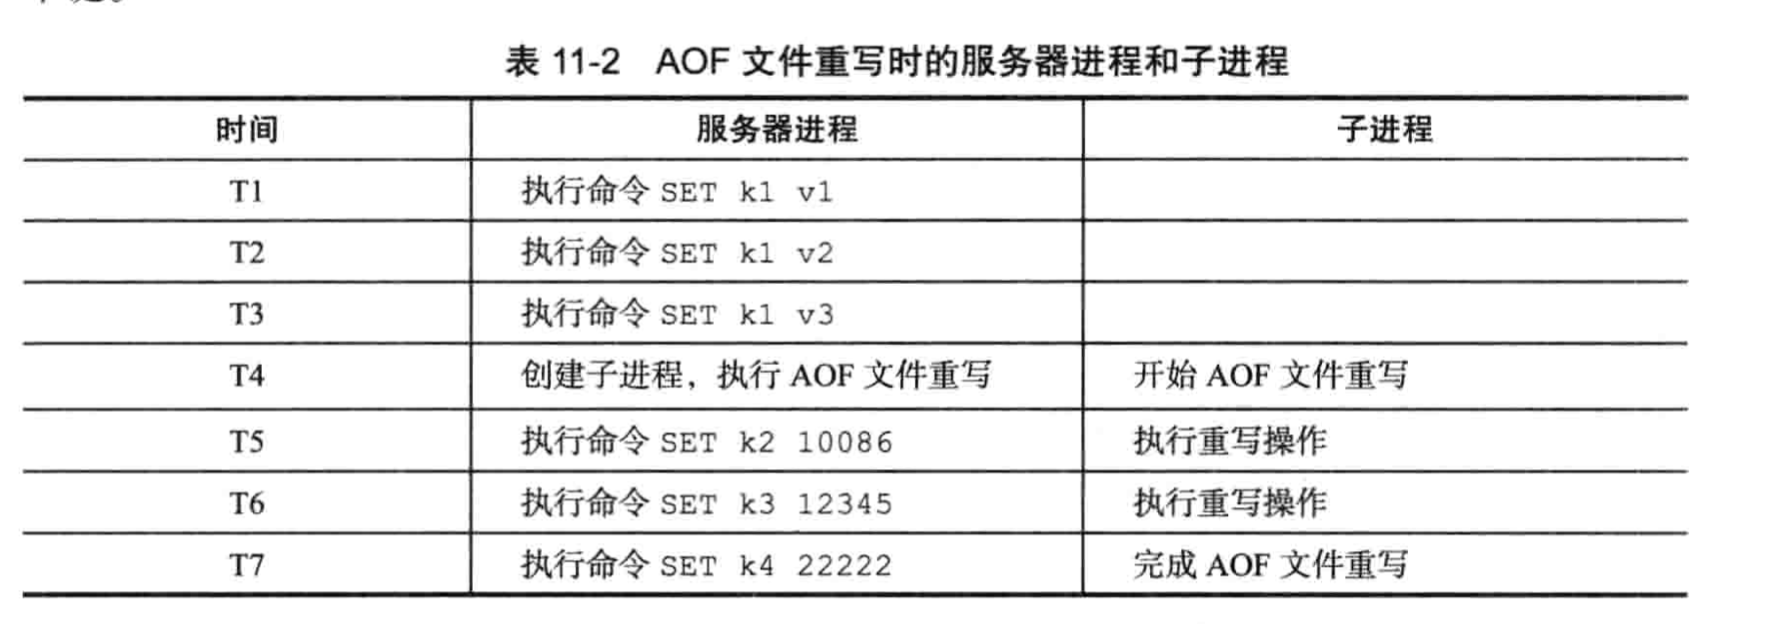 表 11-2 AOF 文件重写时的服务器进程和子进程
时间 服务器进程 子进程
T1 执行命令 SET k1 v1
T2 执行命令 SET k1 v2
T3 执行命令 SET k1 v3
T4 创建子进程，执行 AOF 文件重写 开始 AOF 文件重写
T5 执行命令 SET k2 10086 执行重写操作
T6 执行命令 SET k3 12345 执行重写操作
T7 执行命令 SET k4 22222 完成 AOF 文件重写